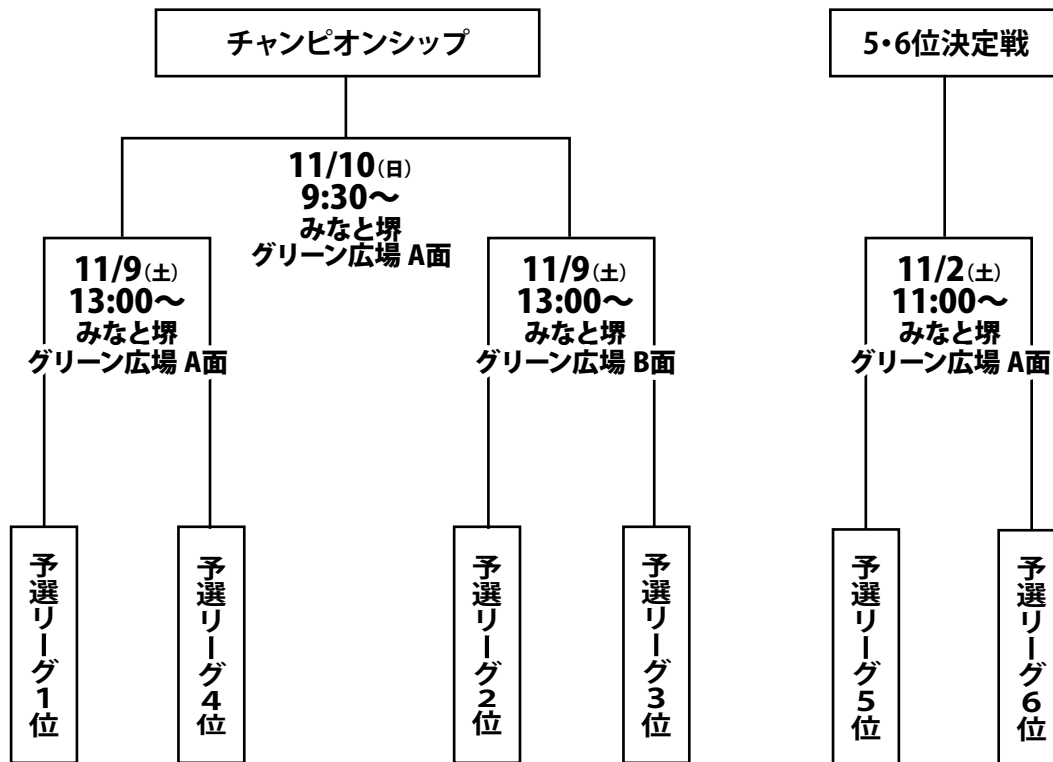 チャンピオンシップ
5・6位決定戦
11/10(日)
9:30〜
みなと堺
グリーン広場 A面
11/9(土)
13:00〜
みなと堺
グリーン広場 A面
11/9(土)
13:00〜
みなと堺
グリーン広場 B面
11/2(土)
11:00〜
みなと堺
グリーン広場 A面
予選リーグ1位
予選リーグ4位
予選リーグ2位
予選リーグ3位
予選リーグ5位
予選リーグ6位